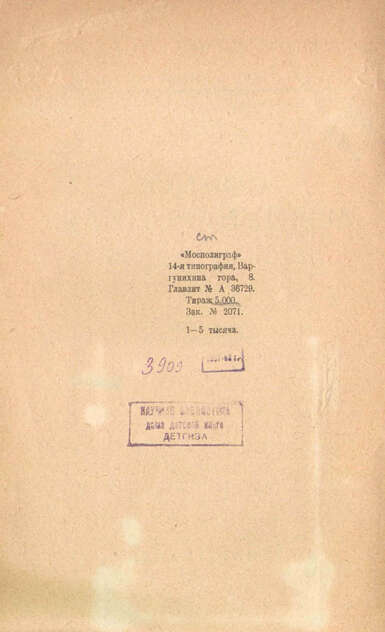 ст
«Мосполиграф»
14-я типография, Вар-
гунихина гора, 8.
Главлит № А 36729.
Тираж 5.000.
Зак. № 2071.
1—5 тысяча.
3900
НАУЧНАЯ БИБЛИОТЕКА
дома детской книги
ДЕТГИЗА